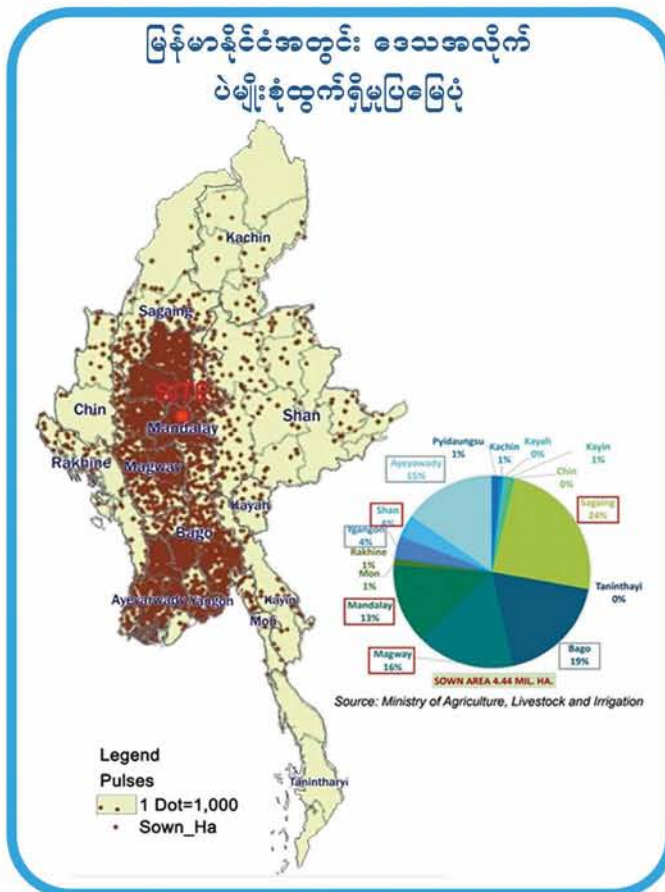 မြန်မာနိုင်ငံအတွင်း ဒေသအလိုက်
ပဲမျိုးစုံထွက်ရှိမှုပြမြေပုံ
Kachin
Sagaing
SITE
Chin
Mandalay
Shan
Rakhine
Magway
Kayah
Bago
Ayeyarwady
Yangon
Kayin
Mon
Tanintharyi
Pyidaungsu
1%
Kachin
1%
Kayah
0%
Kayin
1%
Chin
0%
Ayeyawady
15%
Sagaing
24%
Shan
4%
Ygangon
4%
Rakhine
1%
Mon
1%
Taninthayi
0%
Mandalay
13%
Bago
19%
Magway
16%
SOWN AREA 4.44 MIL. HA.
Source: Ministry of Agriculture, Livestock and Irrigation
Legend
Pulses
1 Dot=1,000
Sown_Ha